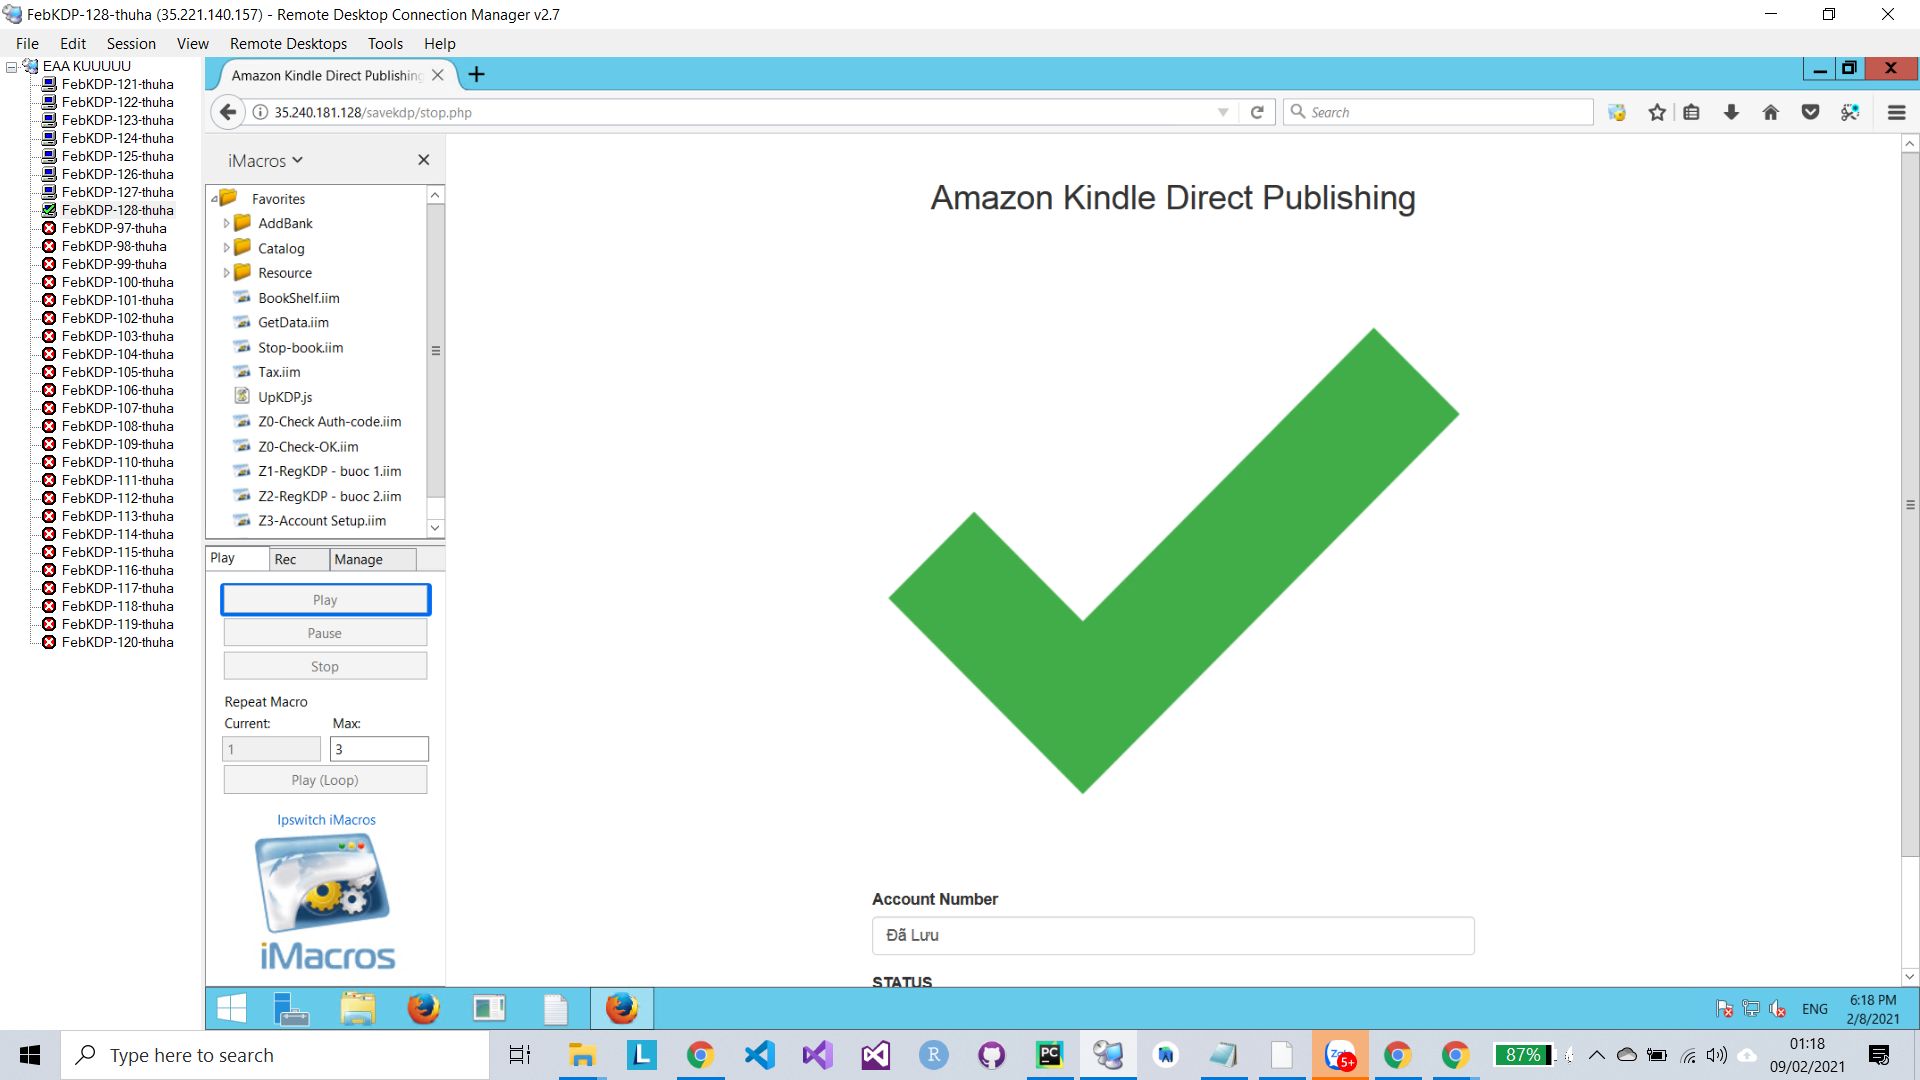 FebKDP-128-thuha (35.221.140.157) - Remote Desktop Connection Manager v2.7
File Edit Session View Remote Desktops Tools Help
EAA KUUUUU
FebKDP-121-thuha
FebKDP-122-thuha
FebKDP-123-thuha
FebKDP-124-thuha
FebKDP-125-thuha
FebKDP-126-thuha
FebKDP-127-thuha
FebKDP-128-thuha
FebKDP-97-thuha
FebKDP-98-thuha
FebKDP-99-thuha
FebKDP-100-thuha
FebKDP-101-thuha
FebKDP-102-thuha
FebKDP-103-thuha
FebKDP-104-thuha
FebKDP-105-thuha
FebKDP-106-thuha
FebKDP-107-thuha
FebKDP-108-thuha
FebKDP-109-thuha
FebKDP-110-thuha
FebKDP-111-thuha
FebKDP-112-thuha
FebKDP-113-thuha
FebKDP-114-thuha
FebKDP-115-thuha
FebKDP-116-thuha
FebKDP-117-thuha
FebKDP-118-thuha
FebKDP-119-thuha
FebKDP-120-thuha
Amazon Kindle Direct Publishing
35.240.181.128/savekdp/stop.php
Search
iMacros
Favorites
AddBank
Catalog
Resource
BookShelf.iim
GetData.iim
Stop-book.iim
Tax.iim
UpKDP.js
Z0-Check Auth-code.iim
Z0-Check-OK.iim
Z1-RegKDP - buoc 1.iim
Z2-RegKDP - buoc 2.iim
Z3-Account Setup.iim
Play Rec Manage
Play
Pause
Stop
Repeat Macro
Current: Max:
1 3
Play (Loop)
Ipswitch iMacros
iMacros
Amazon Kindle Direct Publishing
Account Number
Đã Lưu
STATUS
ENG
6:18 PM
2/8/2021
Type here to search
L
R
PC
Zalo
5+
87%
01:18
09/02/2021